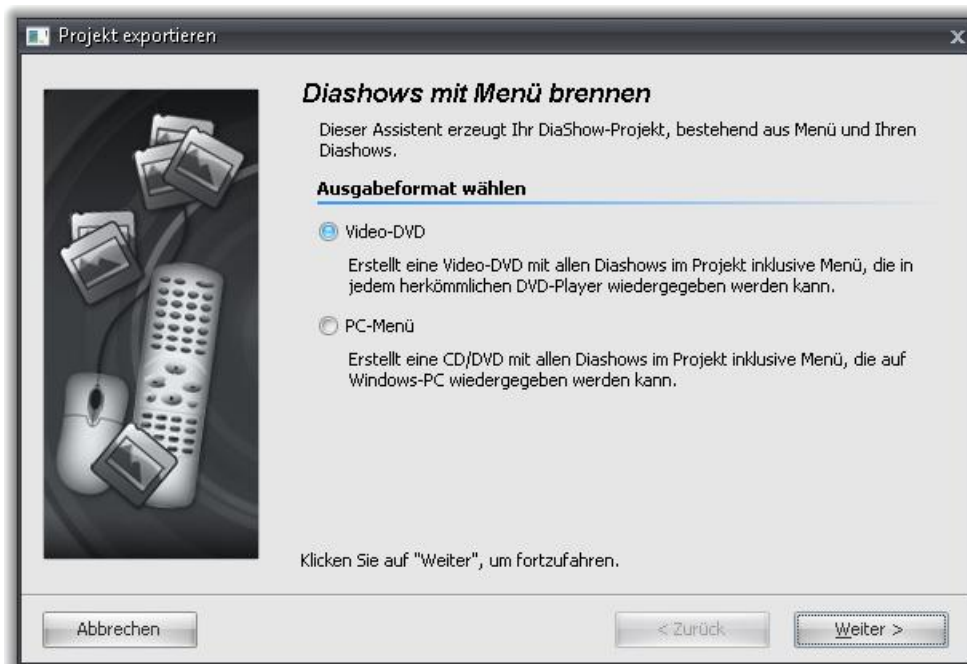 Projekt exportieren
Diashows mit Menü brennen
Dieser Assistent erzeugt Ihr DiaShow-Projekt, bestehend aus Menü und Ihren
Diashows.
Ausgabeformat wählen
Video-DVD
Erstellt eine Video-DVD mit allen Diashows im Projekt inklusive Menü, die in
jedem herkömmlichen DVD-Player wiedergegeben werden kann.
PC-Menü
Erstellt eine CD/DVD mit allen Diashows im Projekt inklusive Menü, die auf
Windows-PC wiedergegeben werden kann.
Klicken Sie auf "Weiter", um fortzufahren.
Abbrechen
< Zurück
Weiter >